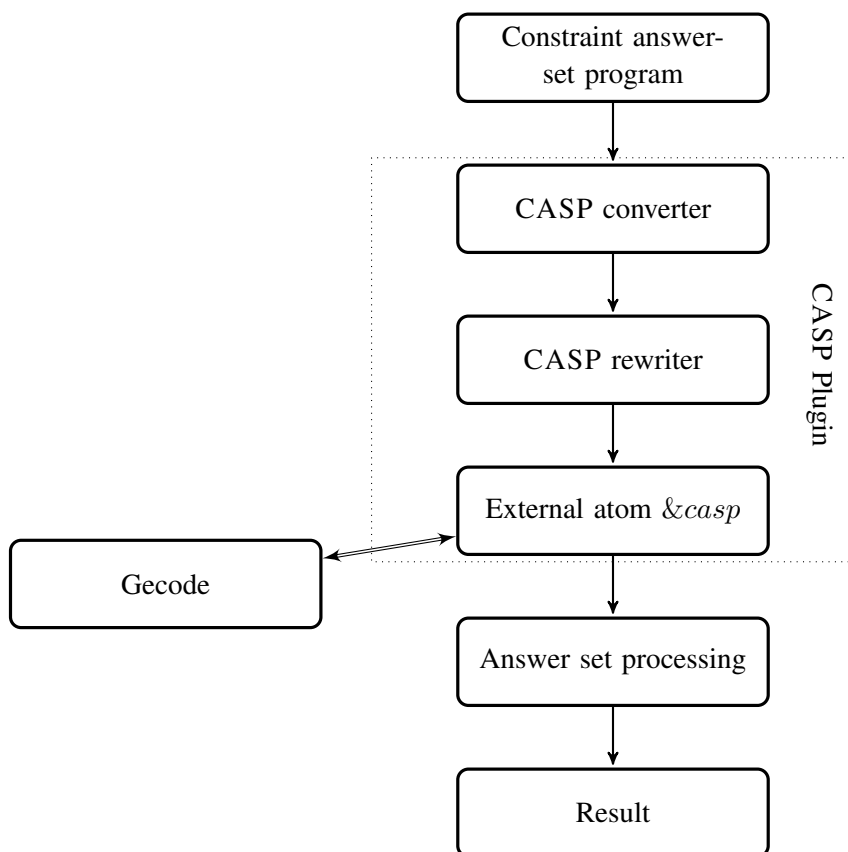 Constraint answer-
set program
CASP converter
CASP rewriter
CASP Plugin
External atom &casp
Gecode
Answer set processing
Result